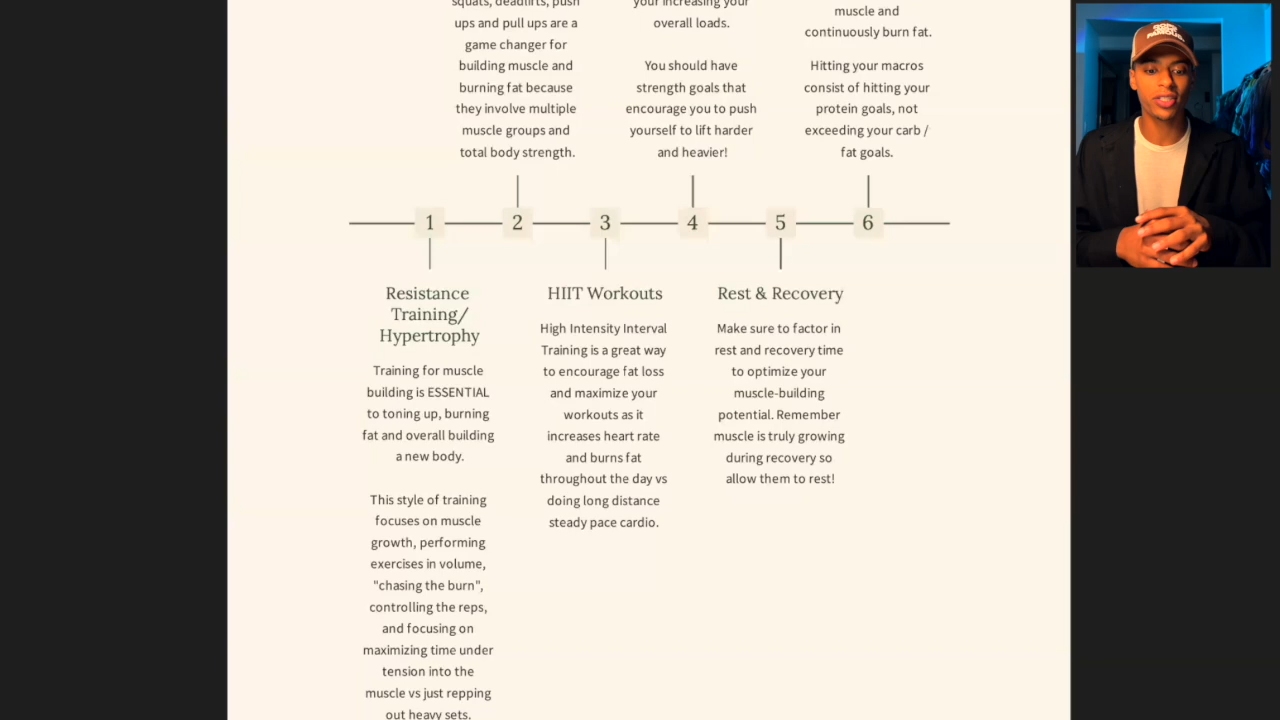 squats, deadlifts, push
ups and pull ups are a
game changer for
building muscle and
burning fat because
they involve multiple
muscle groups and
total body strength.
your increasing your
overall loads.
You should have
strength goals that
encourage you to push
yourself to lift harder
and heavier!
muscle and
continuously burn fat.
Hitting your macros
consist of hitting your
protein goals, not
exceeding your carb /
fat goals.
1 2 3 4 5 6
Resistance
Training/
Hypertrophy
Training for muscle
building is ESSENTIAL
to toning up, burning
fat and overall building
a new body.
This style of training
focuses on muscle
growth, performing
exercises in volume,
"chasing the burn",
controlling the reps,
and focusing on
maximizing time under
tension into the
muscle vs just repping
out heavy sets.
HIIT Workouts
High Intensity Interval
Training is a great way
to encourage fat loss
and maximize your
workouts as it
increases heart rate
and burns fat
throughout the day vs
doing long distance
steady pace cardio.
Rest & Recovery
Make sure to factor in
rest and recovery time
to optimize your
muscle-building
potential. Remember
muscle is truly growing
during recovery so
allow them to rest!